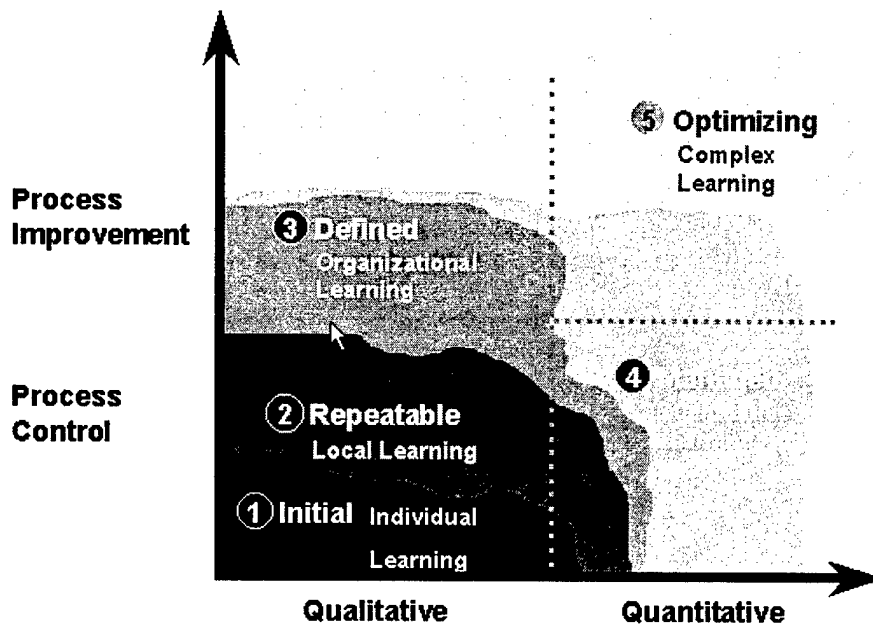 5 Optimizing
Complex
Learning
Process
Improvement
3 Defined
Organizational
Learning
4
Process
Control
2 Repeatable
Local Learning
1 Initial Individual
Learning
Qualitative
Quantitative